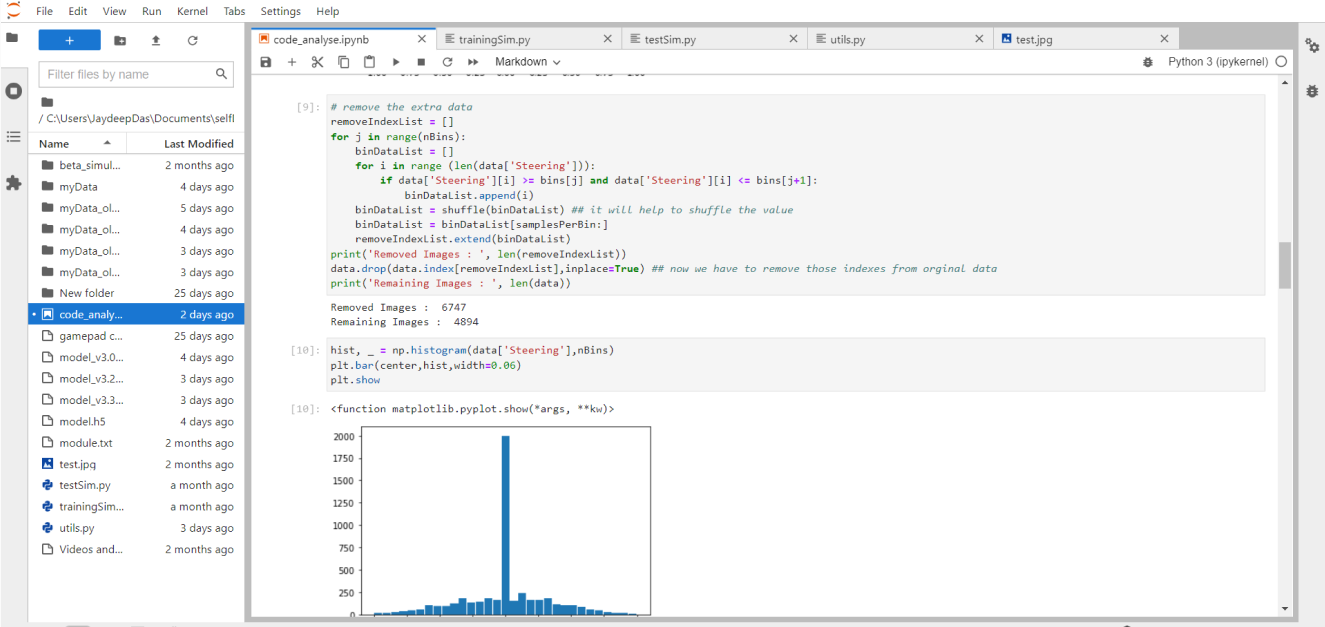 File Edit View Run Kernel Tabs Settings Help
code_analyse.ipynb trainingSim.py testSim.py utils.py test.jpg
Markdown Python 3 (ipykernel)
Filter files by name
/ C:\Users\JaydeepDas\Documents\selfl
Name Last Modified
beta_simul... 2 months ago
myData 4 days ago
myData_ol... 5 days ago
myData_ol... 4 days ago
myData_ol... 3 days ago
myData_ol... 3 days ago
New folder 25 days ago
code_analy... 2 days ago
gamepad c... 25 days ago
model_v3.0... 4 days ago
model_v3.2... 3 days ago
model_v3.3... 3 days ago
model.h5 4 days ago
module.txt 2 months ago
test.jpg 2 months ago
testSim.py a month ago
trainingSim... a month ago
utils.py 3 days ago
Videos and... 2 months ago
[9]: # remove the extra data
removeIndexList = []
for j in range(nBins):
    binDataList = []
    for i in range (len(data['Steering'])):
        if data['Steering'][i] >= bins[j] and data['Steering'][i] <= bins[j+1]:
            binDataList.append(i)
    binDataList = shuffle(binDataList) ## it will help to shuffle the value
    binDataList = binDataList[samplesPerBin:]
    removeIndexList.extend(binDataList)
print('Removed Images : ', len(removeIndexList))
data.drop(data.index[removeIndexList],inplace=True) ## now we have to remove those indexes from orginal data
print('Remaining Images : ', len(data))
Removed Images :  6747
Remaining Images :  4894
[10]: hist, _ = np.histogram(data['Steering'],nBins)
plt.bar(center,hist,width=0.06)
plt.show
[10]: <function matplotlib.pyplot.show(*args, **kw)>
2000
1750
1500
1250
1000
750
500
250
0